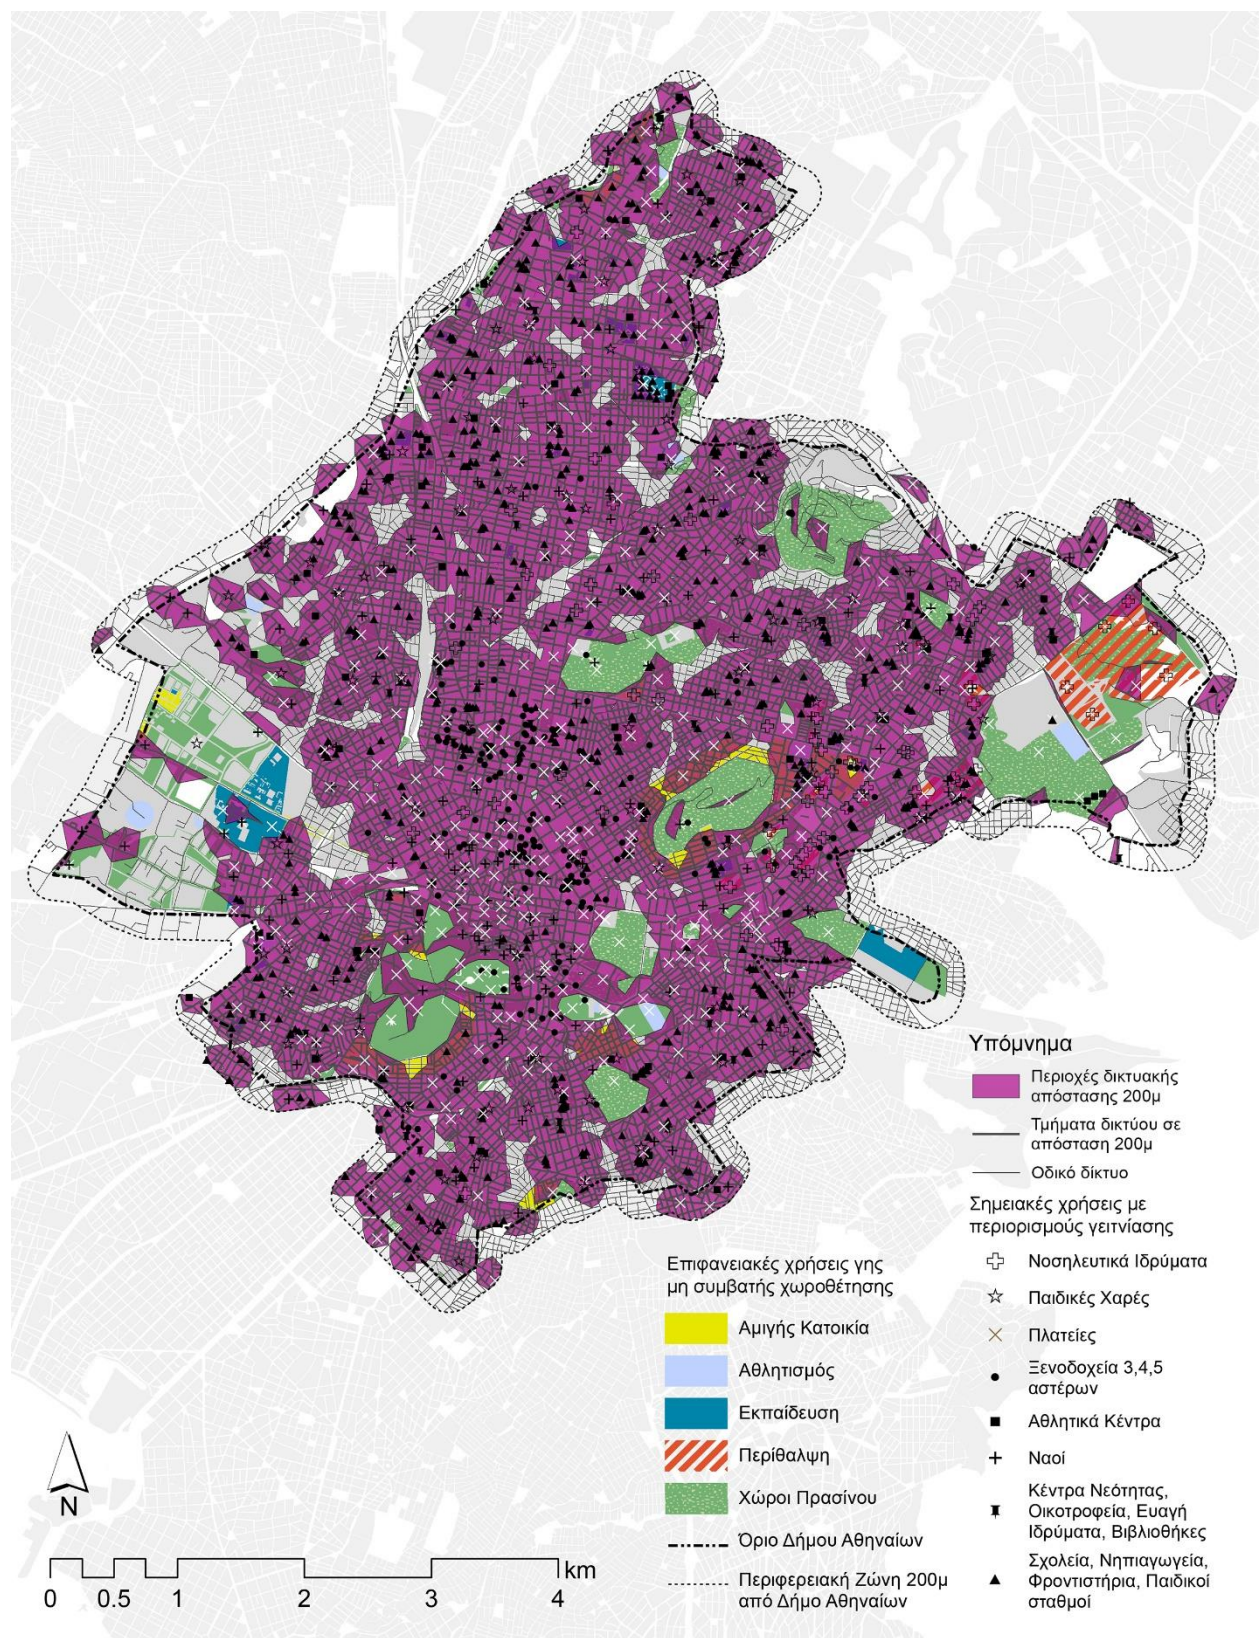 Υπόμνημα
Περιοχές δικτυακής
απόστασης 200μ
Τμήματα δικτύου σε
απόσταση 200μ
Οδικό δίκτυο
Σημειακές χρήσεις με
περιορισμούς γειτνίασης
Νοσηλευτικά Ιδρύματα
Παιδικές Χαρές
Πλατείες
Ξενοδοχεία 3,4,5
αστέρων
Αθλητικά Κέντρα
Ναοί
Κέντρα Νεότητας,
Οικοτροφεία, Ευαγή
Ιδρύματα, Βιβλιοθήκες
Σχολεία, Νηπιαγωγεία,
Φροντιστήρια, Παιδικοί
σταθμοί
Επιφανειακές χρήσεις γης
μη συμβατής χωροθέτησης
Αμιγής Κατοικία
Αθλητισμός
Εκπαίδευση
Περίθαλψη
Χώροι Πρασίνου
Όριο Δήμου Αθηναίων
Περιφερειακή Ζώνη 200μ
από Δήμο Αθηναίων
N
km
0 0.5 1 2 3 4